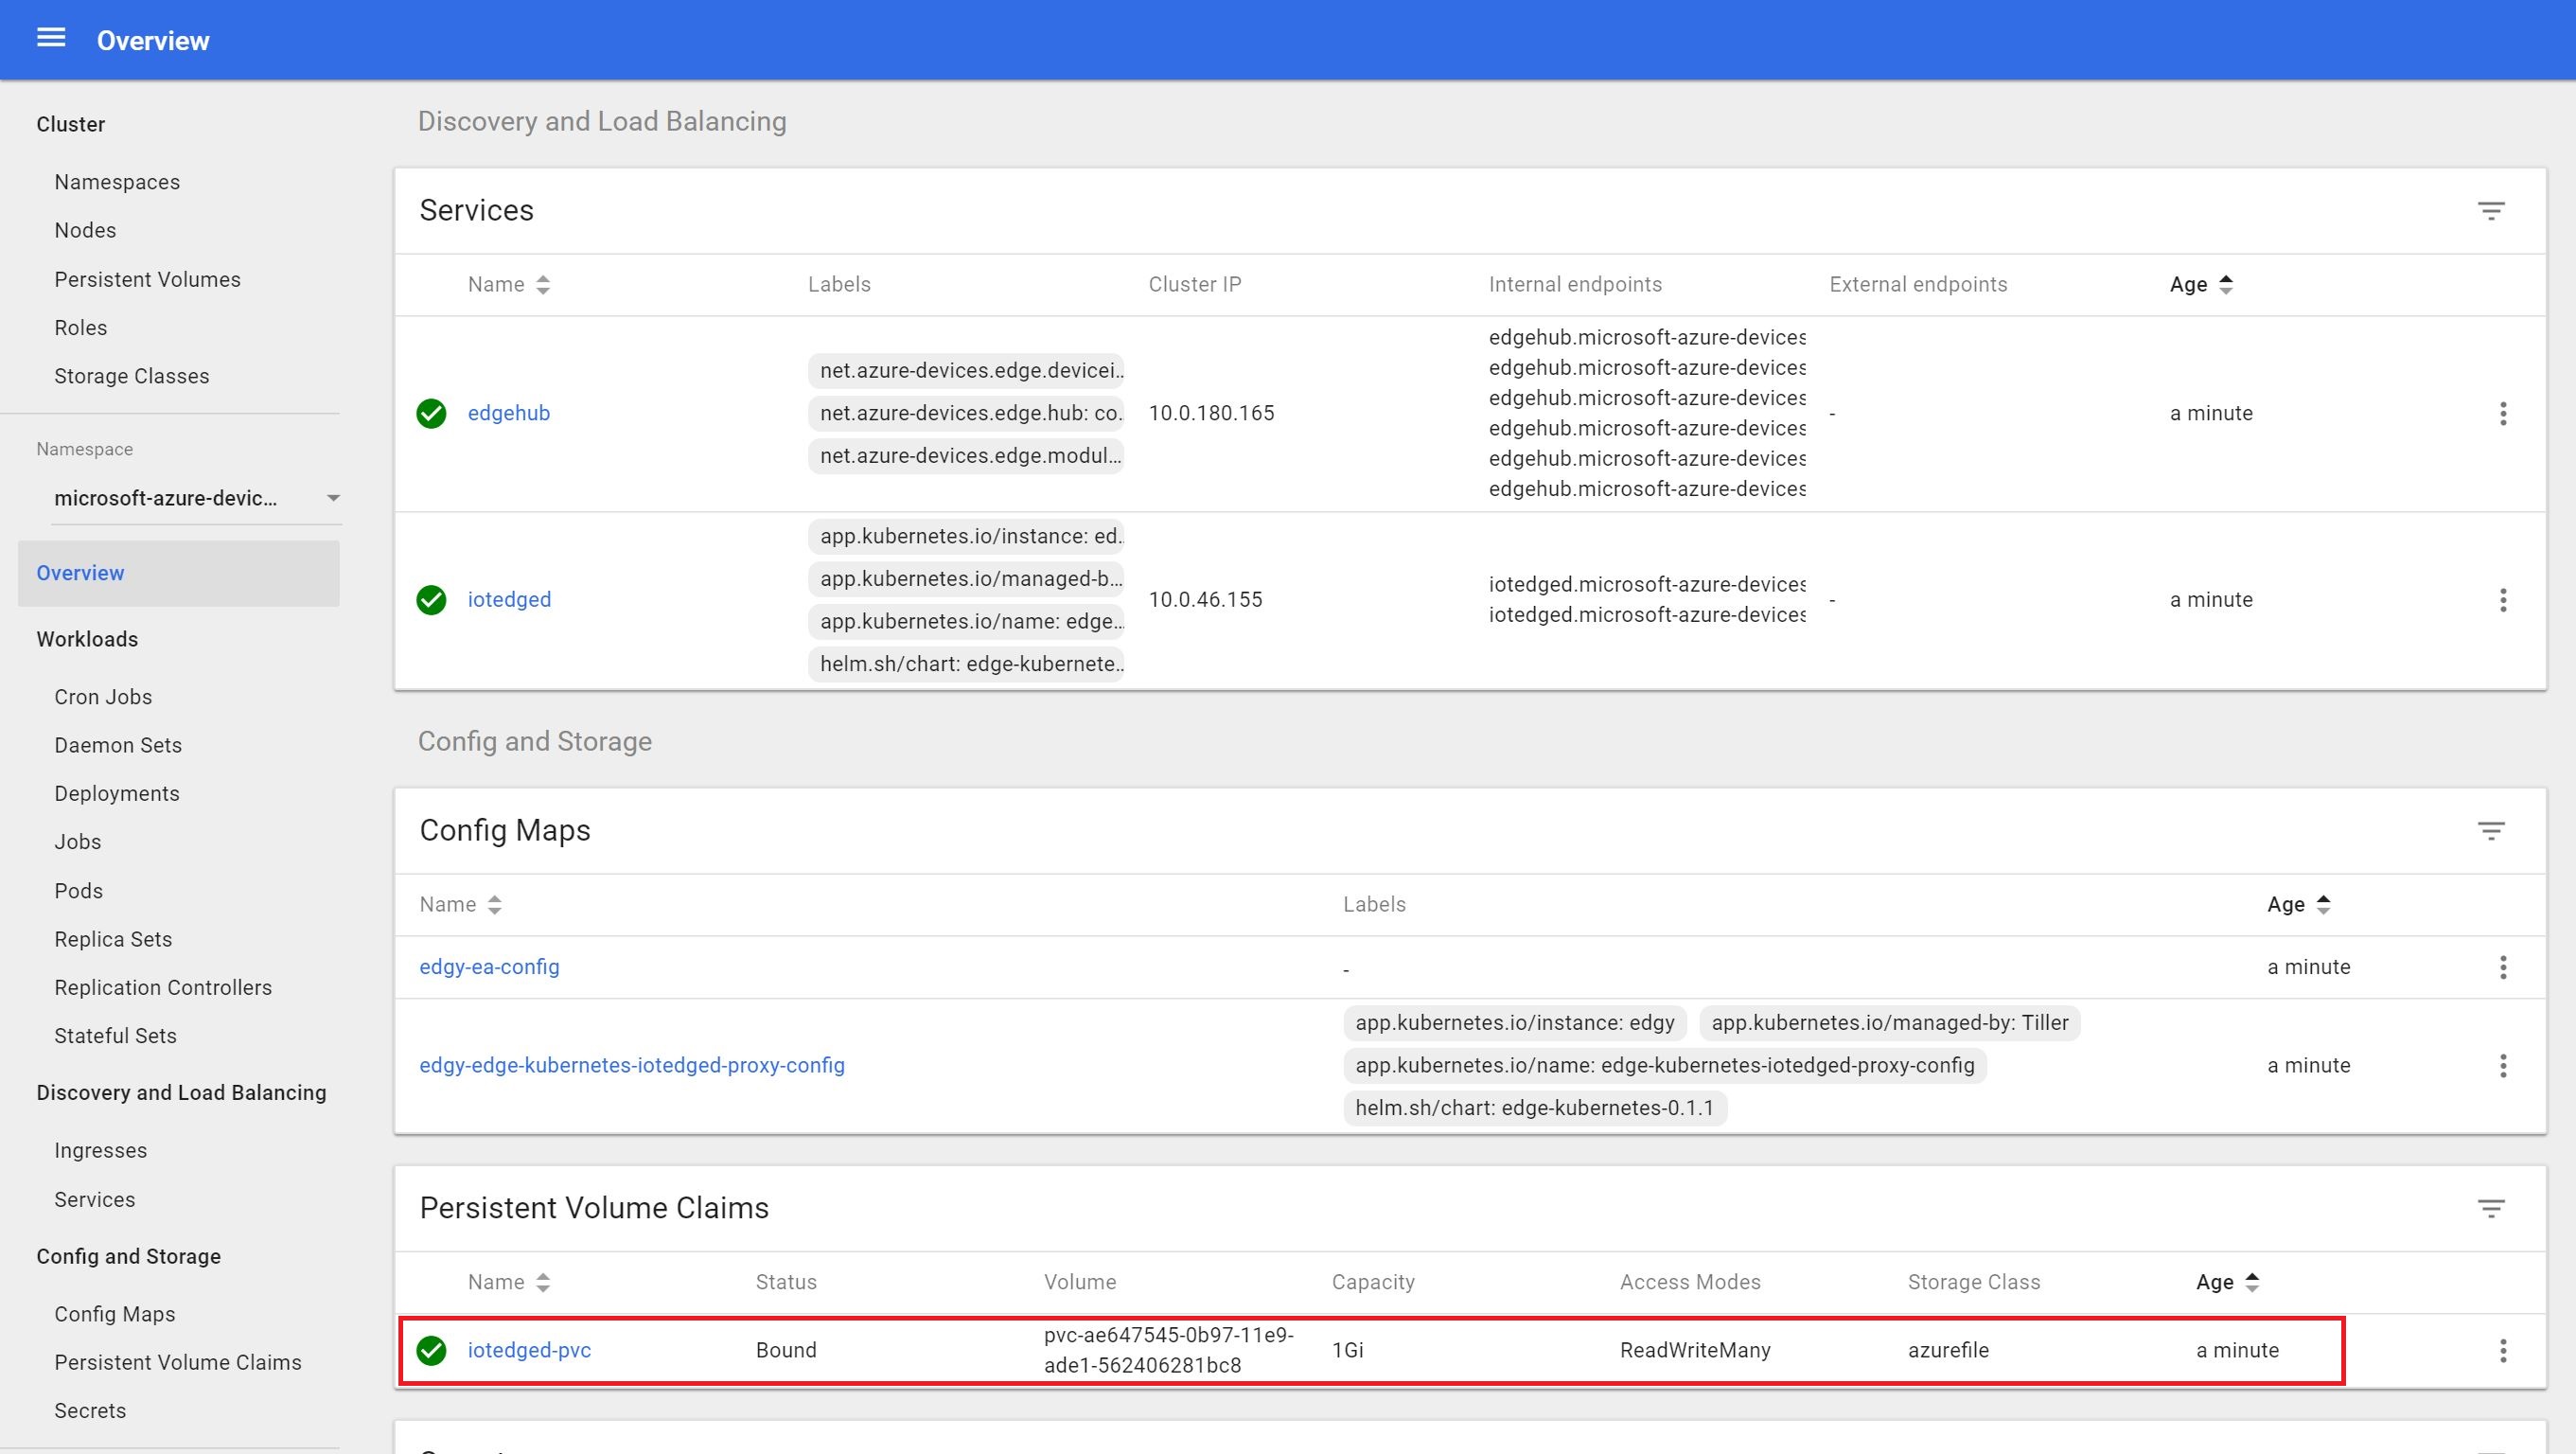 Overview
Cluster
Namespaces
Nodes
Persistent Volumes
Roles
Storage Classes
Namespace
microsoft-azure-devic...
Overview
Workloads
Cron Jobs
Daemon Sets
Deployments
Jobs
Pods
Replica Sets
Replication Controllers
Stateful Sets
Discovery and Load Balancing
Ingresses
Services
Config and Storage
Config Maps
Persistent Volume Claims
Secrets
Discovery and Load Balancing
Services
Name Labels Cluster IP Internal endpoints External endpoints Age
edgehub
net.azure-devices.edge.devicei..
net.azure-devices.edge.hub: co.
net.azure-devices.edge.modul...
10.0.180.165
edgehub.microsoft-azure-devices
edgehub.microsoft-azure-devices
edgehub.microsoft-azure-devices
edgehub.microsoft-azure-devices
edgehub.microsoft-azure-devices
edgehub.microsoft-azure-devices
-
a minute
iotedged
app.kubernetes.io/instance: ed.
app.kubernetes.io/managed-b...
app.kubernetes.io/name: edge..
helm.sh/chart: edge-kubernete..
10.0.46.155
iotedged.microsoft-azure-devices
iotedged.microsoft-azure-devices
-
a minute
Config and Storage
Config Maps
Name Labels Age
edgy-ea-config - a minute
edgy-edge-kubernetes-iotedged-proxy-config
app.kubernetes.io/instance: edgy app.kubernetes.io/managed-by: Tiller
app.kubernetes.io/name: edge-kubernetes-iotedged-proxy-config
helm.sh/chart: edge-kubernetes-0.1.1
a minute
Persistent Volume Claims
Name Status Volume Capacity Access Modes Storage Class Age
iotedged-pvc Bound
pvc-ae647545-0b97-11e9-
ade1-562406281bc8
1Gi ReadWriteMany azurefile a minute